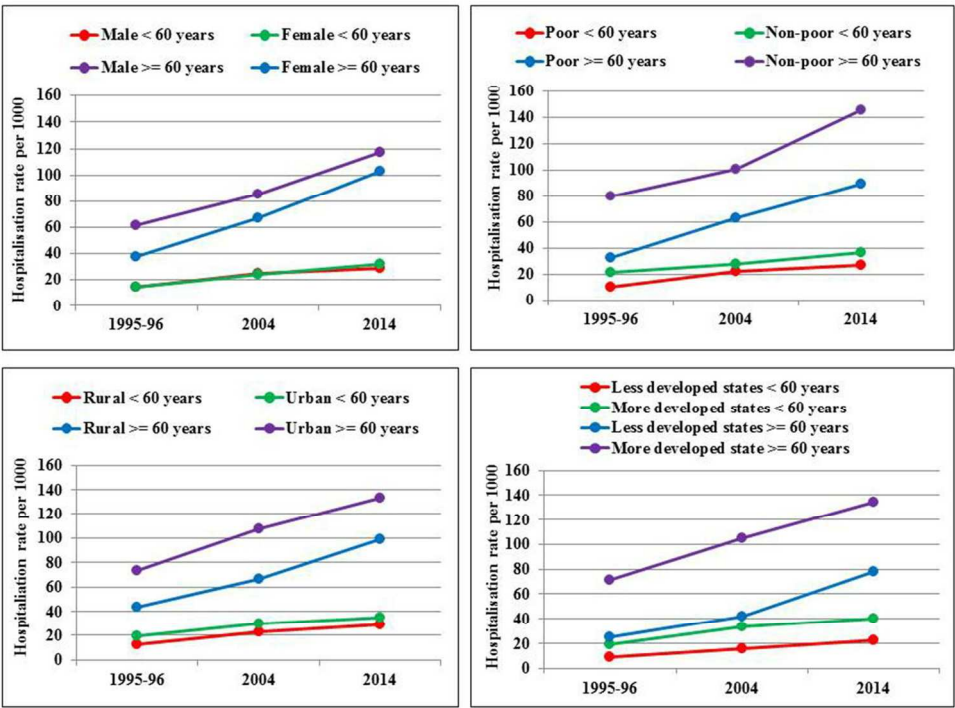 Male < 60 years Female < 60 years
Male >= 60 years Female >= 60 years
Hospitalisation rate per 1000
160
140
120
100
80
60
40
20
0
1995-96 2004 2014
Poor < 60 years Non-poor < 60 years
Poor >= 60 years Non-poor >= 60 years
Hospitalisation rate per 1000
160
140
120
100
80
60
40
20
0
1995-96 2004 2014
Rural < 60 years Urban < 60 years
Rural >= 60 years Urban >= 60 years
Hospitaliation rate per 1000
160
140
120
100
80
60
40
20
0
1995-96 2004 2014
Less developed states < 60 years
More developed states < 60 years
Less developed states >= 60 years
More developed state >= 60 years
Hospitalisation rate per 1000
160
140
120
100
80
60
40
20
0
1995-96 2004 2014